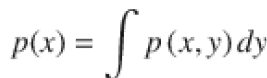 p(x) = ∫ p(x, y) dy